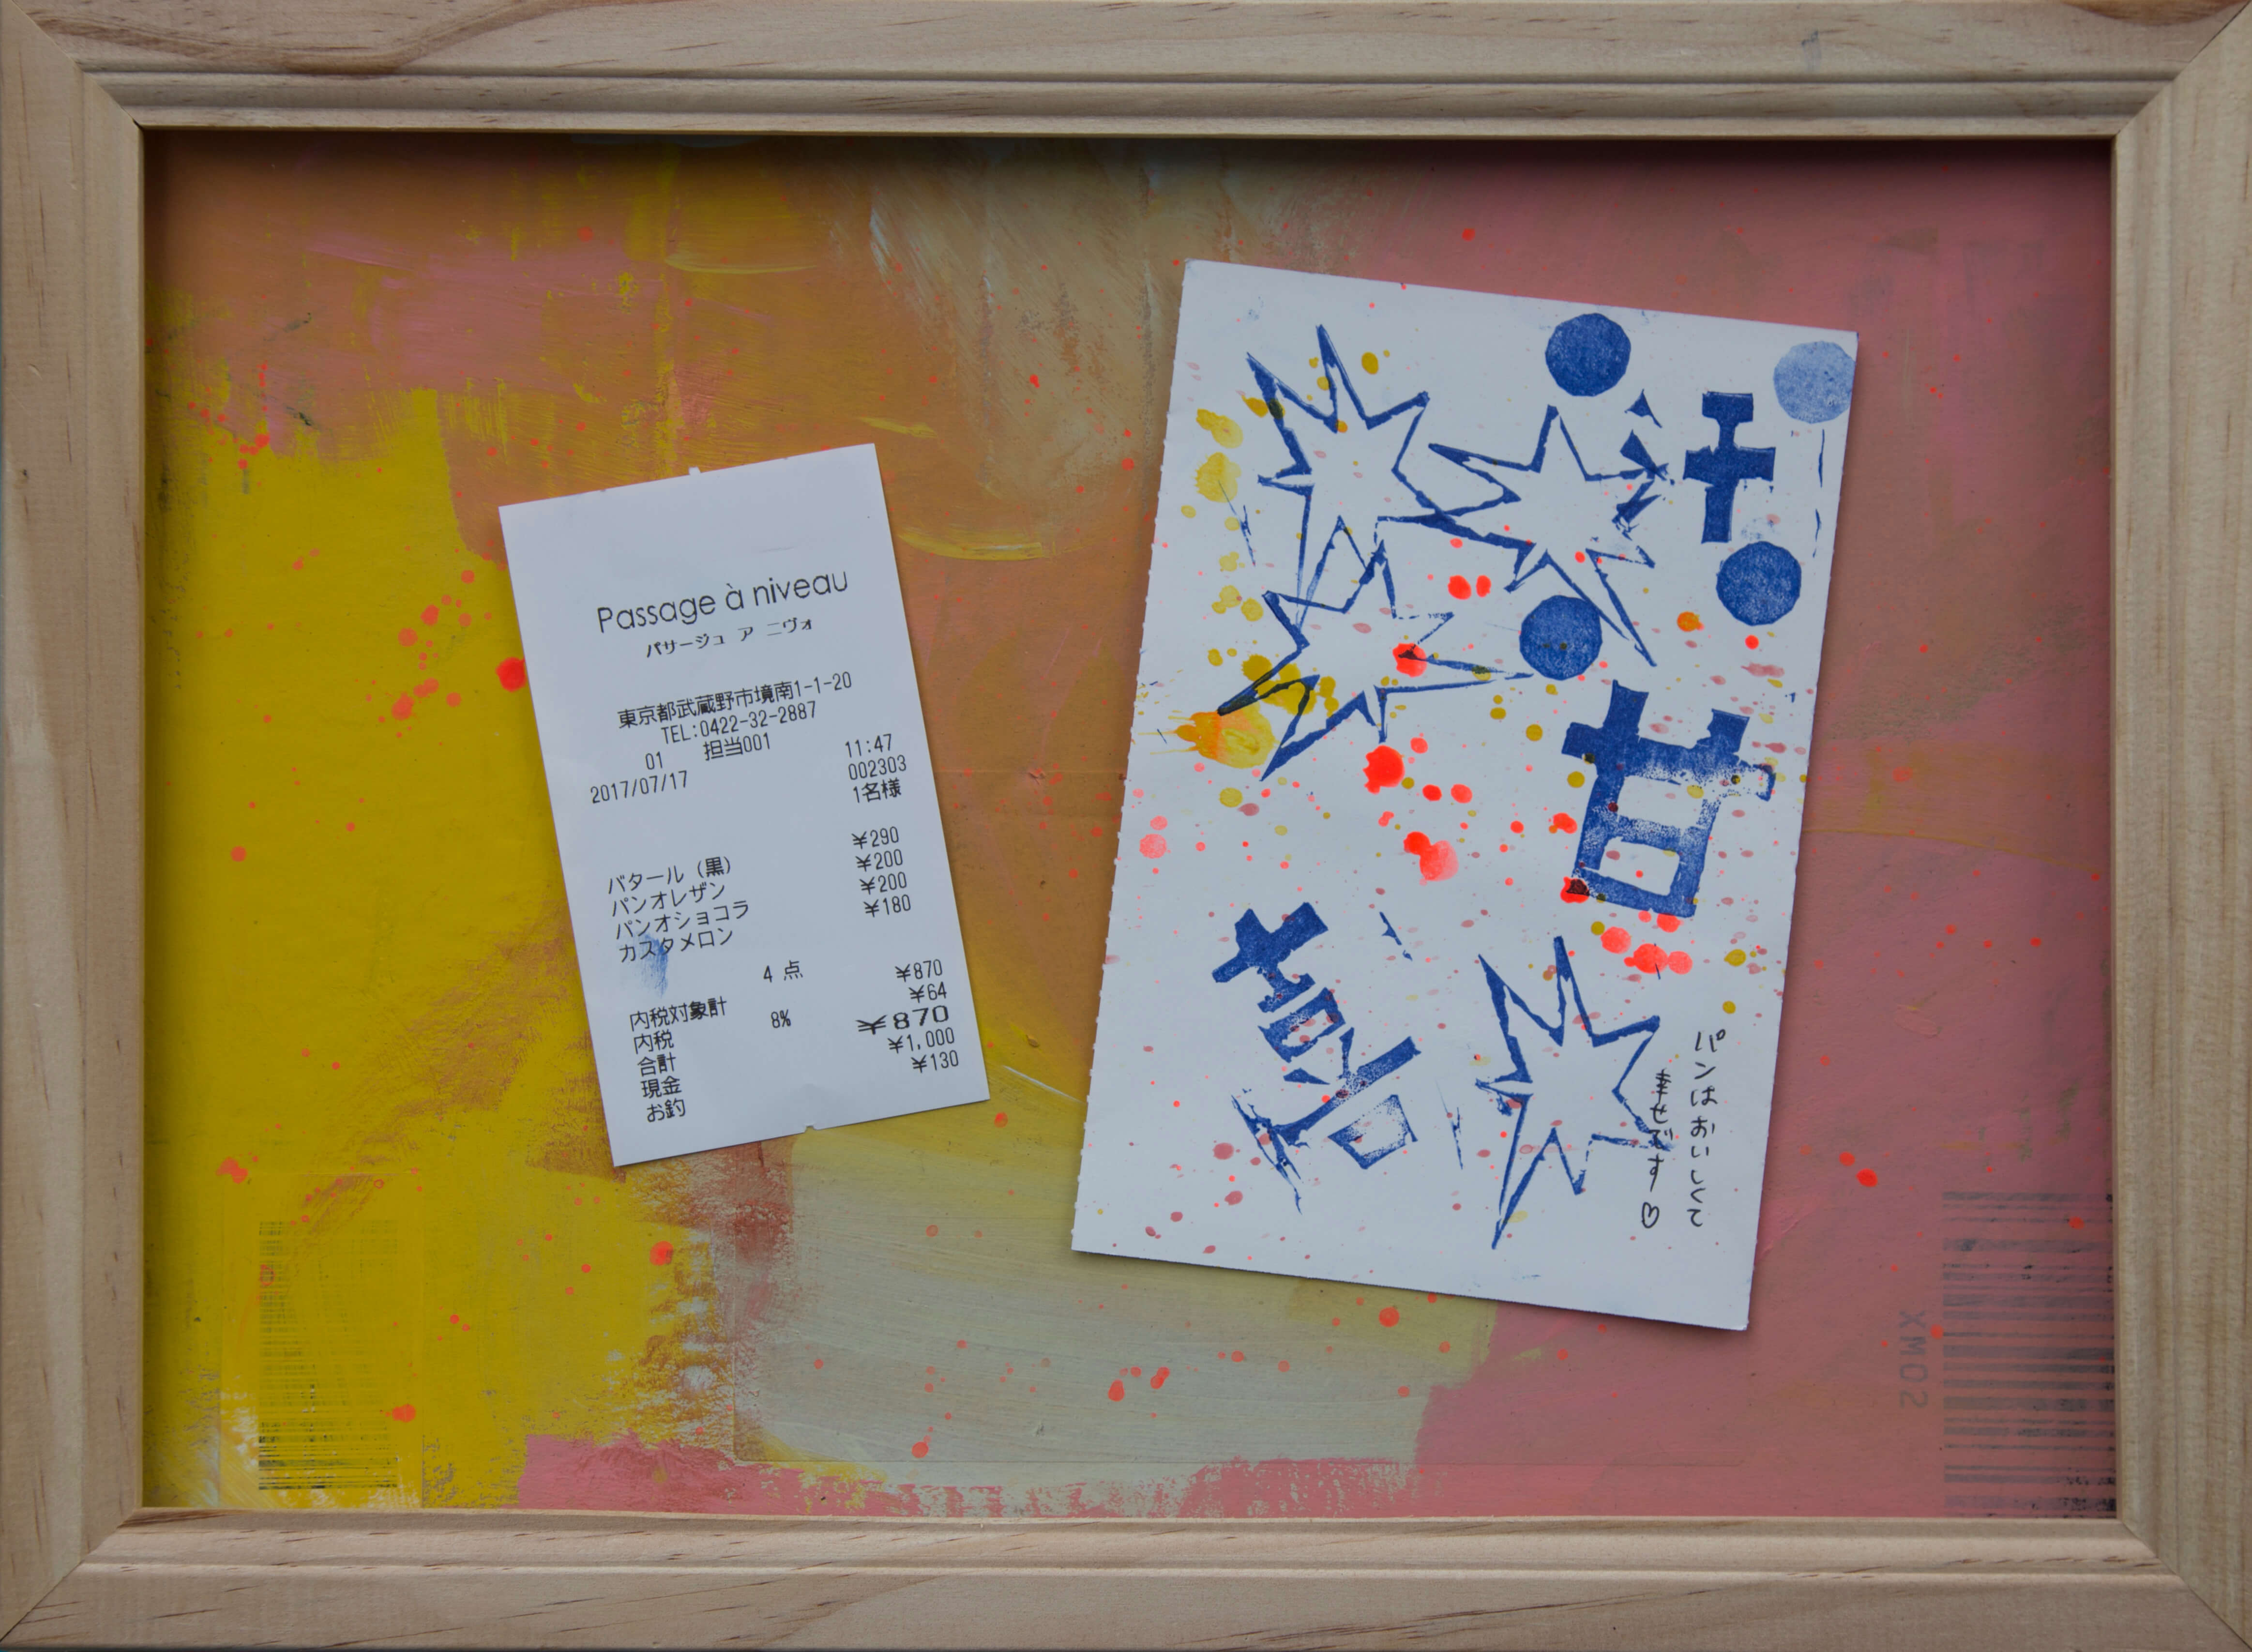 Passage à niveau
パサージュ ア ニヴォ
東京都武蔵野市境南1-1-20
TEL:0422-32-2887
01 担当001 11:47
2017/07/17 002303
1名様
バタール (黒) ¥290
パンオレザン ¥200
パンオショコラ ¥200
カスタメロン ¥180
4 点 ¥870
内税対象計 ¥64
内税 8% ¥870
合計 ¥1,000
現金 ¥130
お釣
甘
パンはおいしくて
幸せです♡
XM02